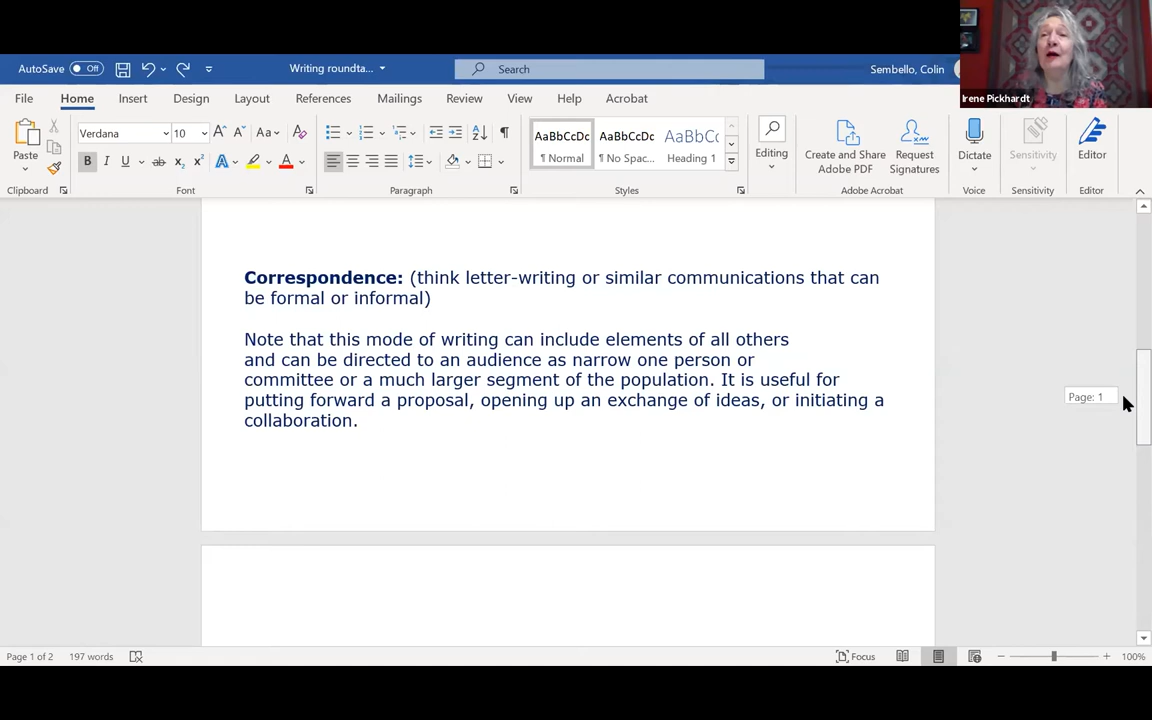 AutoSave Off Writing roundta... Search Sembello, Colin
Irene Pickhardt
File Home Insert Design Layout References Mailings Review View Help Acrobat
Verdana 10 Aa
Paste B I U ab x2 x2 A A
AaBbCcDc AaBbCcDc AaBbCc
¶ Normal ¶ No Spac... Heading 1
Editing
Create and Share Adobe PDF
Request Signatures
Dictate
Sensitivity
Editor
Clipboard Font Paragraph Styles Adobe Acrobat Voice Sensitivity Editor
Correspondence: (think letter-writing or similar communications that can
be formal or informal)
Note that this mode of writing can include elements of all others
and can be directed to an audience as narrow one person or
committee or a much larger segment of the population. It is useful for
putting forward a proposal, opening up an exchange of ideas, or initiating a
collaboration.
Page: 1
Page 1 of 2 197 words Focus 100%